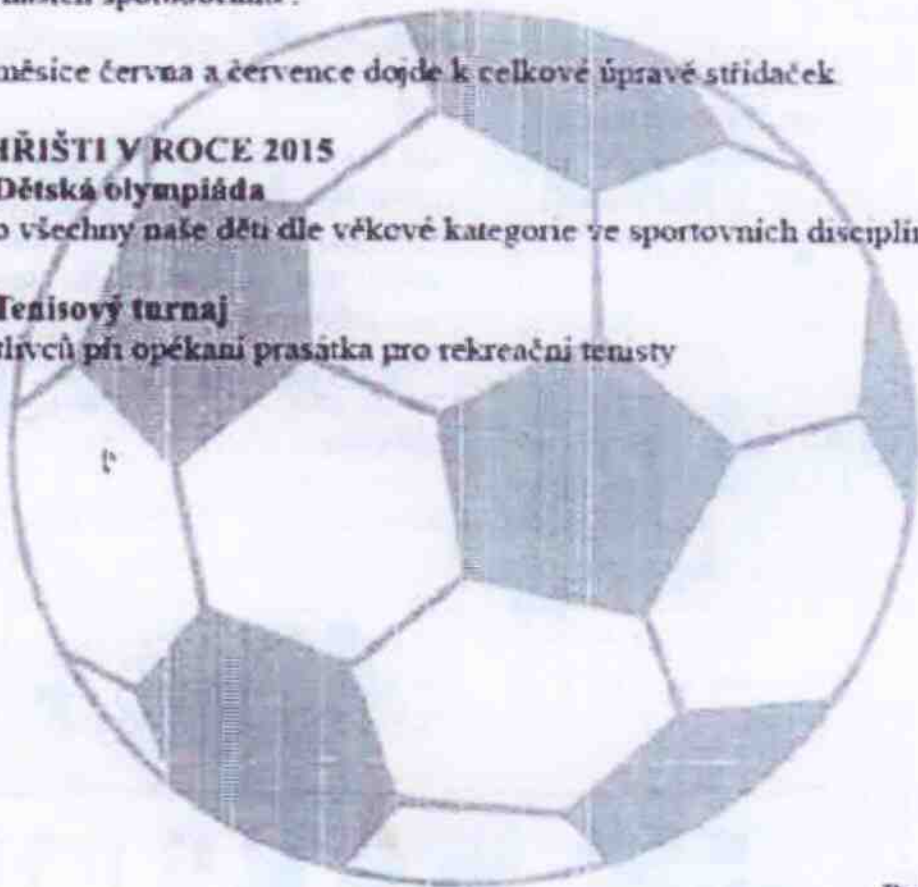 měsíce června a července dojde k celkové úpravě střídaček
HŘIŠTI V ROCE 2015
Dětská olympiáda
o všechny naše děti dle věkové kategorie ve sportovních disciplín
Tenisový turnaj
při opékaní prasátka pro rekreační tenisty